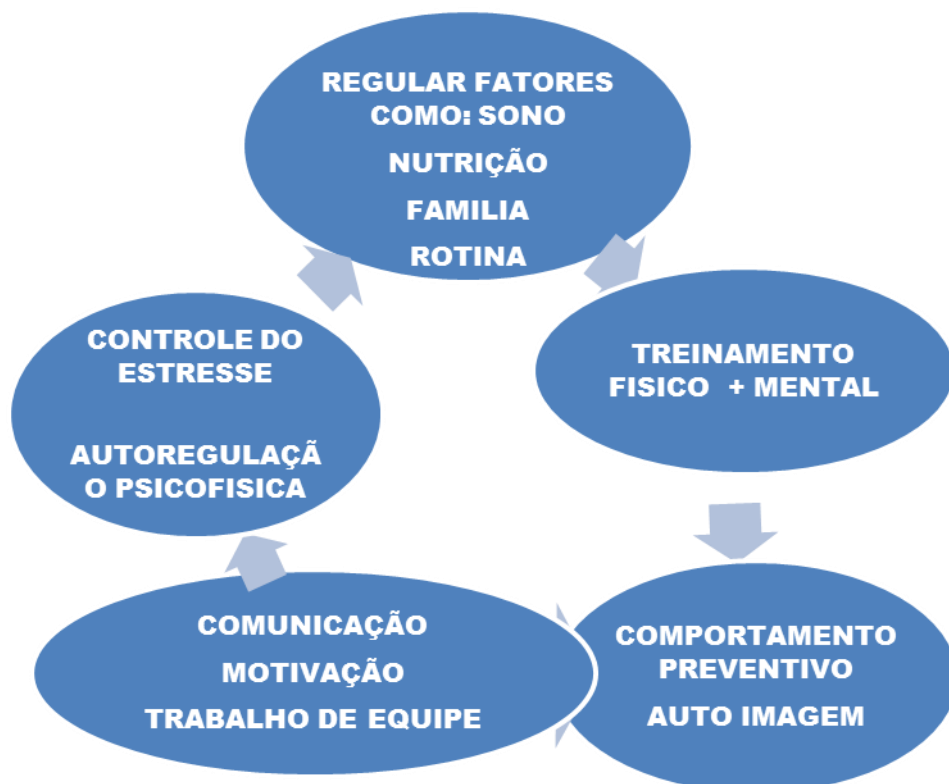 REGULAR FATORES
COMO: SONO
NUTRIÇÃO
FAMILIA
ROTINA
TREINAMENTO
FISICO + MENTAL
COMPORTAMENTO
PREVENTIVO
AUTO IMAGEM
COMUNICAÇÃO
MOTIVAÇÃO
TRABALHO DE EQUIPE
CONTROLE DO
ESTRESSE
AUTOREGULAÇÃ
O PSICOFISICA